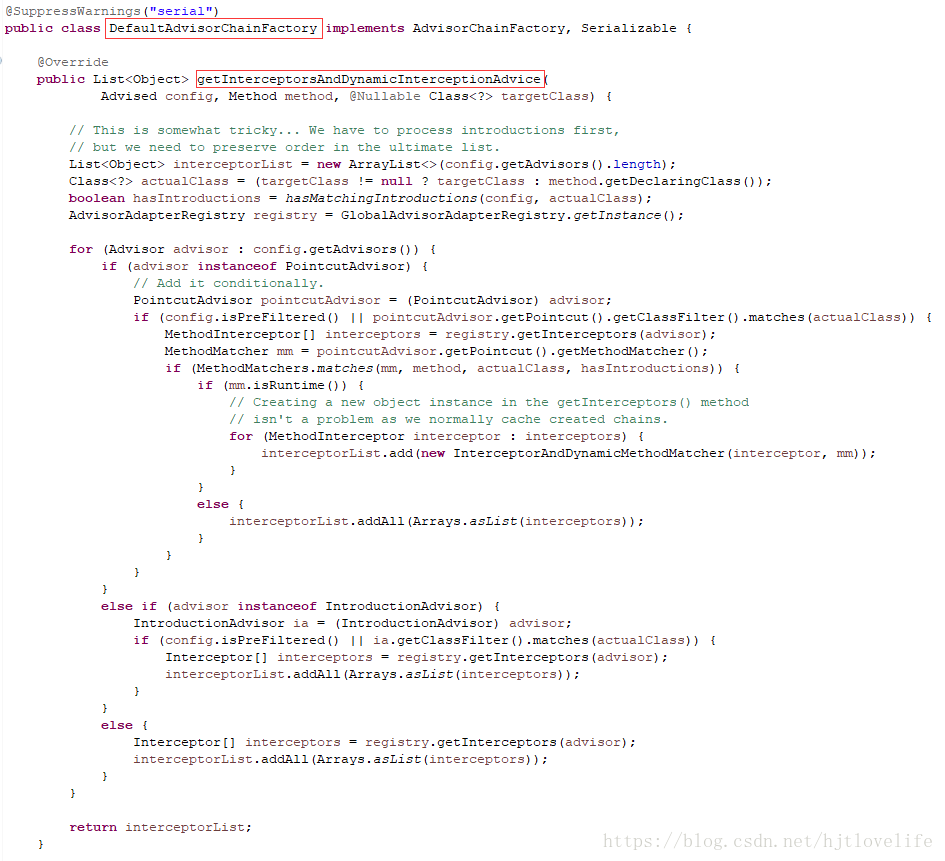 @SuppressWarnings("serial")
public class DefaultAdvisorChainFactory implements AdvisorChainFactory, Serializable {
@Override
public List<Object> getInterceptorsAndDynamicInterceptionAdvice(
Advised config, Method method, @Nullable Class<?> targetClass) {
// This is somewhat tricky... We have to process introductions first,
// but we need to preserve order in the ultimate list.
List<Object> interceptorList = new ArrayList<>(config.getAdvisors().length);
Class<?> actualClass = (targetClass != null ? targetClass : method.getDeclaringClass());
boolean hasIntroductions = hasMatchingIntroductions(config, actualClass);
AdvisorAdapterRegistry registry = GlobalAdvisorAdapterRegistry.getInstance();
for (Advisor advisor : config.getAdvisors()) {
if (advisor instanceof PointcutAdvisor) {
// Add it conditionally.
PointcutAdvisor pointcutAdvisor = (PointcutAdvisor) advisor;
if (config.isPreFiltered() || pointcutAdvisor.getPointcut().getClassFilter().matches(actualClass)) {
MethodInterceptor[] interceptors = registry.getInterceptors(advisor);
MethodMatcher mm = pointcutAdvisor.getPointcut().getMethodMatcher();
if (MethodMatchers.matches(mm, method, actualClass, hasIntroductions)) {
if (mm.isRuntime()) {
// Creating a new object instance in the getInterceptors() method
// isn't a problem as we normally cache created chains.
for (MethodInterceptor interceptor : interceptors) {
interceptorList.add(new InterceptorAndDynamicMethodMatcher(interceptor, mm));
}
}
else {
interceptorList.addAll(Arrays.asList(interceptors));
}
}
}
}
else if (advisor instanceof IntroductionAdvisor) {
IntroductionAdvisor ia = (IntroductionAdvisor) advisor;
if (config.isPreFiltered() || ia.getClassFilter().matches(actualClass)) {
Interceptor[] interceptors = registry.getInterceptors(advisor);
interceptorList.addAll(Arrays.asList(interceptors));
}
}
else {
Interceptor[] interceptors = registry.getInterceptors(advisor);
interceptorList.addAll(Arrays.asList(interceptors));
}
}
return interceptorList;
}
https://blog.csdn.net/hjtlovelife